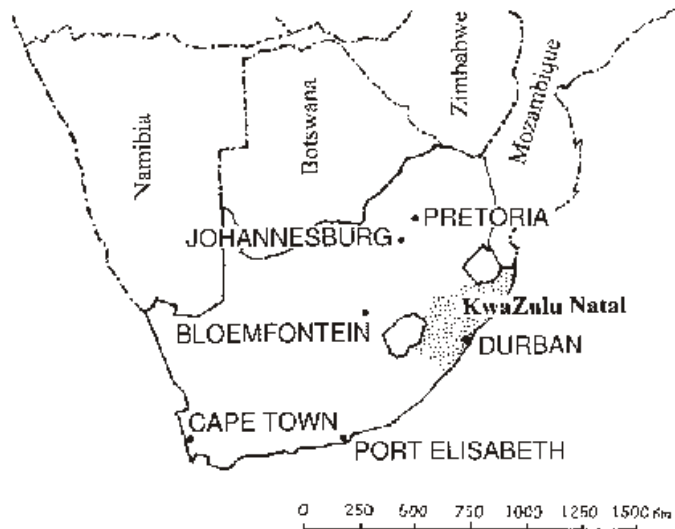 Namibia
Botswana
Zimbabwe
Mozambique
PRETORIA
JOHANNESBURG
KwaZulu Natal
BLOEMFONTEIN
DURBAN
CAPE TOWN
PORT ELISABETH
0 250 500 750 1000 1250 1500 Km